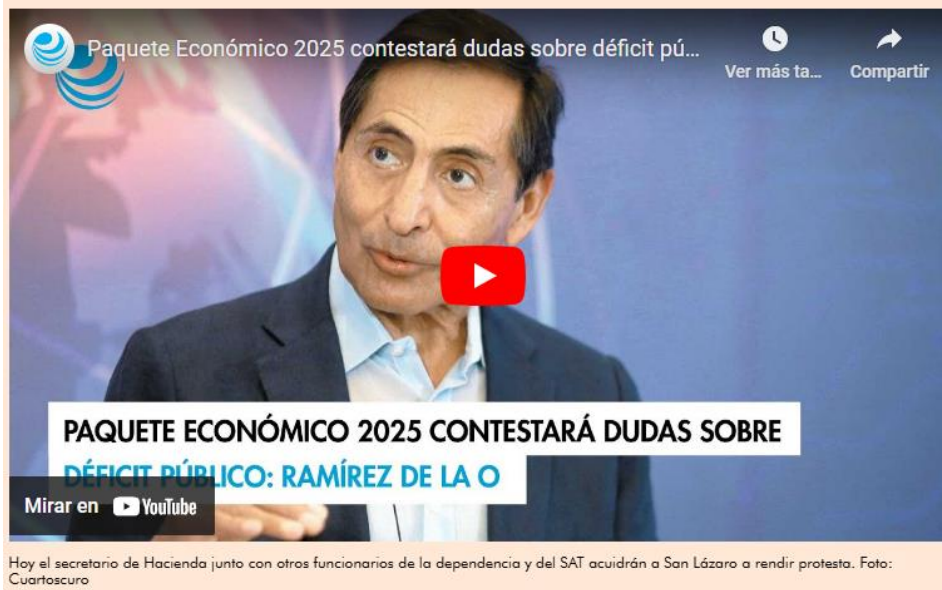 Paquete Económico 2025 contestará dudas sobre déficit pú...
Ver más ta...
Compartir
PAQUETE ECONÓMICO 2025 CONTESTARÁ DUDAS SOBRE
DÉFICIT PÚBLICO: RAMÍREZ DE LA O
Mirar en YouTube
Hoy el secretario de Hacienda junto con otros funcionarios de la dependencia y del SAT acuidrán a San Lázaro a rendir protesta. Foto:
Cuartoscuro